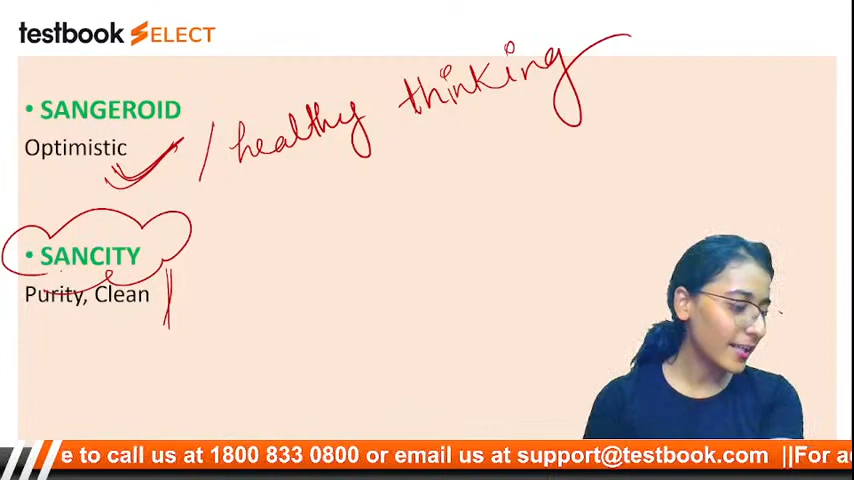 testbook SELECT
• SANGEROID
Optimistic
/ healthy thinking
• SANCITY
Purity, Clean
e to call us at 1800 833 0800 or email us at support@testbook.com ||For a